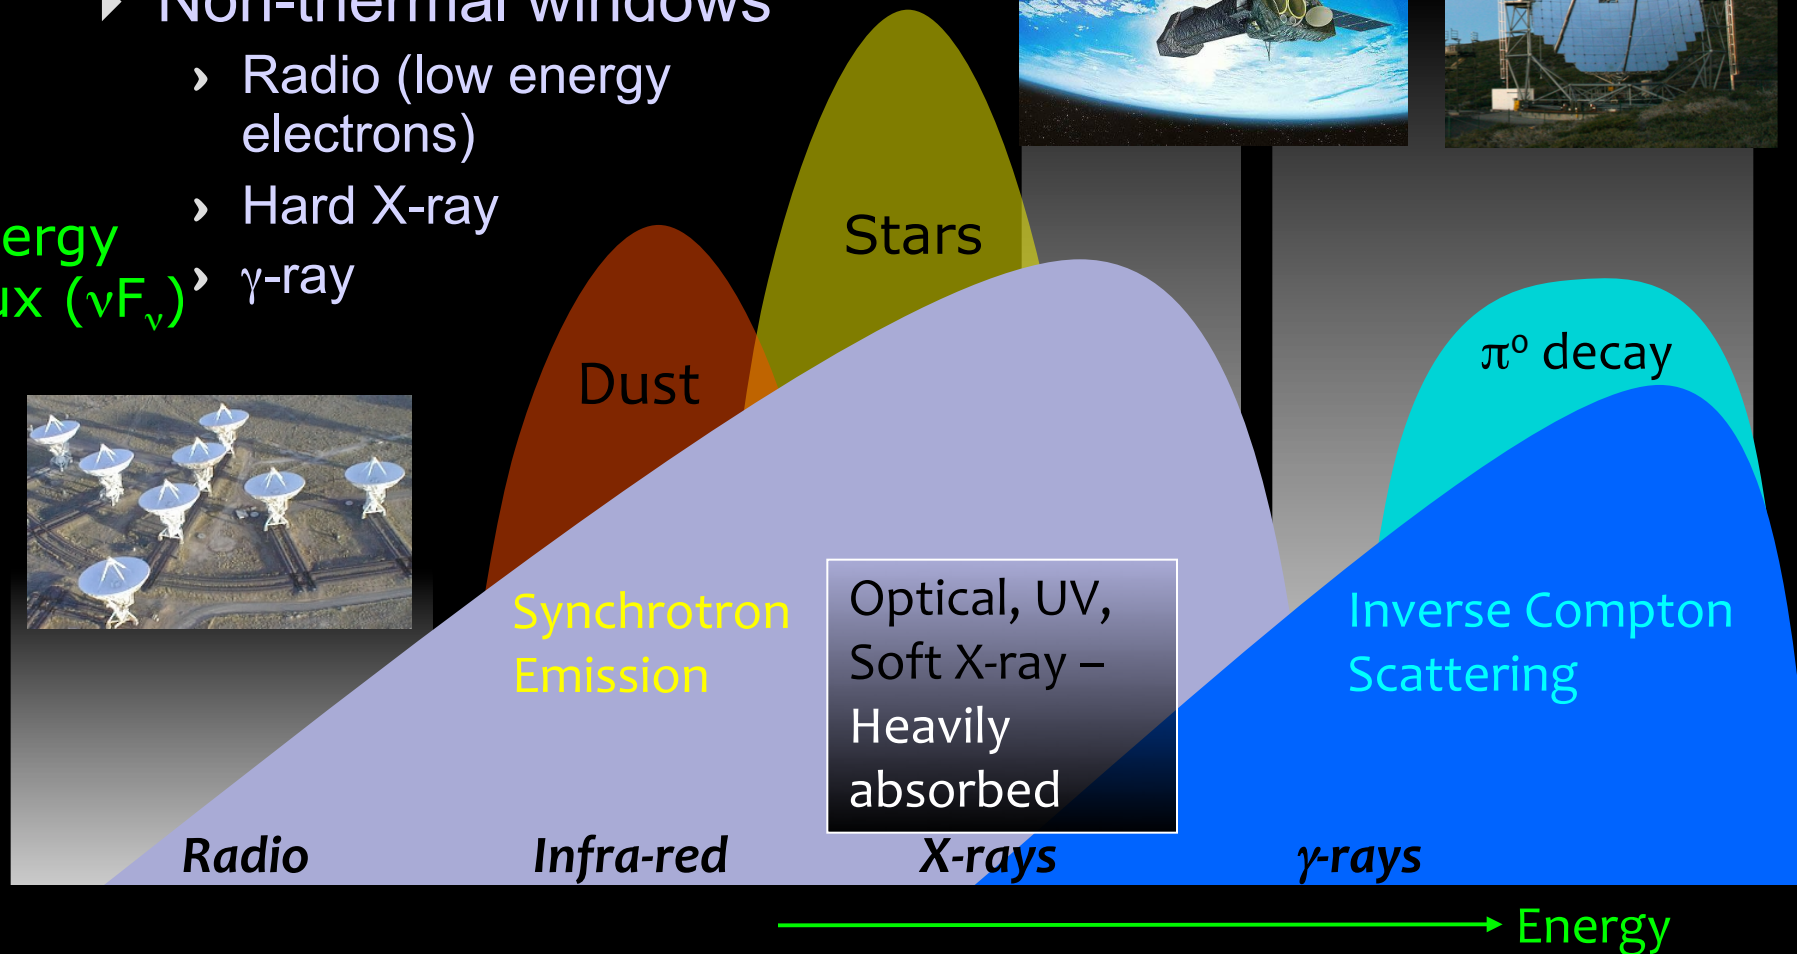 Non-thermal windows
› Radio (low energy
electrons)
› Hard X-ray
› γ-ray
ergy
ux (νFν)
Stars
Dust
π⁰ decay
Synchrotron
Emission
Optical, UV,
Soft X-ray –
Heavily
absorbed
Inverse Compton
Scattering
Radio
Infra-red
X-rays
γ-rays
Energy